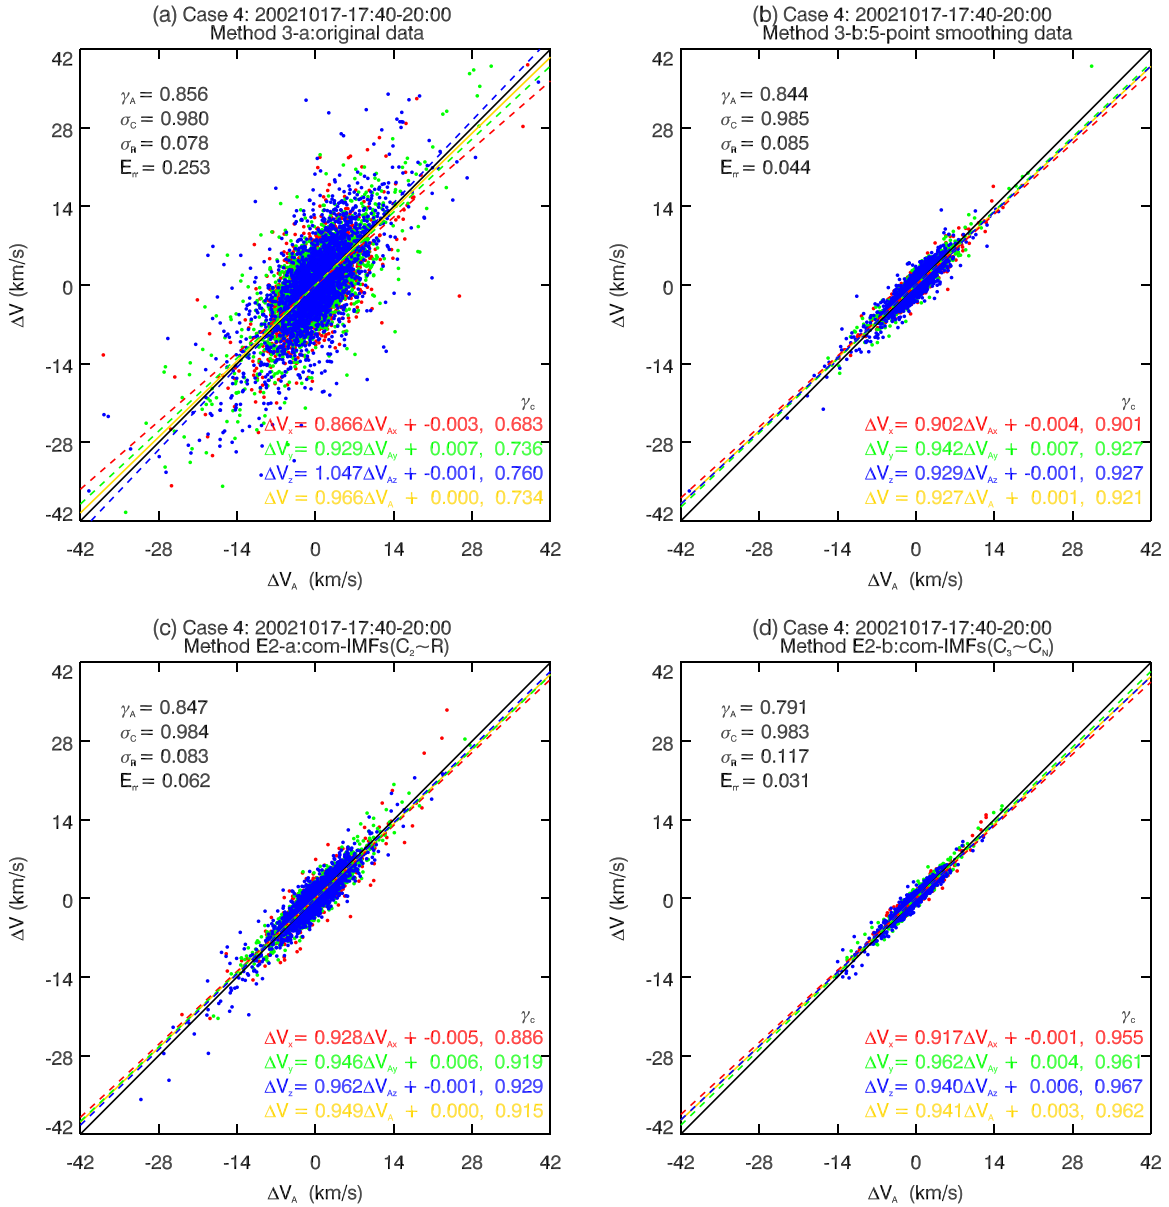 (a) Case 4: 20021017-17:40-20:00
Method 3-a:original data
γA = 0.856
σC = 0.980
σR = 0.078
Err = 0.253
γc
ΔVx = 0.866ΔVAx + -0.003, 0.683
ΔVy = 0.929ΔVAy + 0.007, 0.736
ΔVz = 1.047ΔVAz + -0.001, 0.760
ΔV = 0.966ΔVA + 0.000, 0.734
42
28
14
0
-14
-28
-42
ΔV (km/s)
-42 -28 -14 0 14 28 42
ΔVA (km/s)
(b) Case 4: 20021017-17:40-20:00
Method 3-b:5-point smoothing data
γA = 0.844
σC = 0.985
σR = 0.085
Err = 0.044
γc
ΔVx = 0.902ΔVAx + -0.004, 0.901
ΔVy = 0.942ΔVAy + 0.007, 0.927
ΔVz = 0.929ΔVAz + -0.001, 0.927
ΔV = 0.927ΔVA + 0.001, 0.921
42
28
14
0
-14
-28
-42
ΔV (km/s)
-42 -28 -14 0 14 28 42
ΔVA (km/s)
(c) Case 4: 20021017-17:40-20:00
Method E2-a:com-IMFs(C2~R)
γA = 0.847
σC = 0.984
σR = 0.083
Err = 0.062
γc
ΔVx = 0.928ΔVAx + -0.005, 0.886
ΔVy = 0.946ΔVAy + 0.006, 0.919
ΔVz = 0.962ΔVAz + -0.001, 0.929
ΔV = 0.949ΔVA + 0.000, 0.915
42
28
14
0
-14
-28
-42
ΔV (km/s)
-42 -28 -14 0 14 28 42
ΔVA (km/s)
(d) Case 4: 20021017-17:40-20:00
Method E2-b:com-IMFs(C3~CN)
γA = 0.791
σC = 0.983
σR = 0.117
Err = 0.031
γc
ΔVx = 0.917ΔVAx + -0.001, 0.955
ΔVy = 0.962ΔVAy + 0.004, 0.961
ΔVz = 0.940ΔVAz + 0.006, 0.967
ΔV = 0.941ΔVA + 0.003, 0.962
42
28
14
0
-14
-28
-42
ΔV (km/s)
-42 -28 -14 0 14 28 42
ΔVA (km/s)